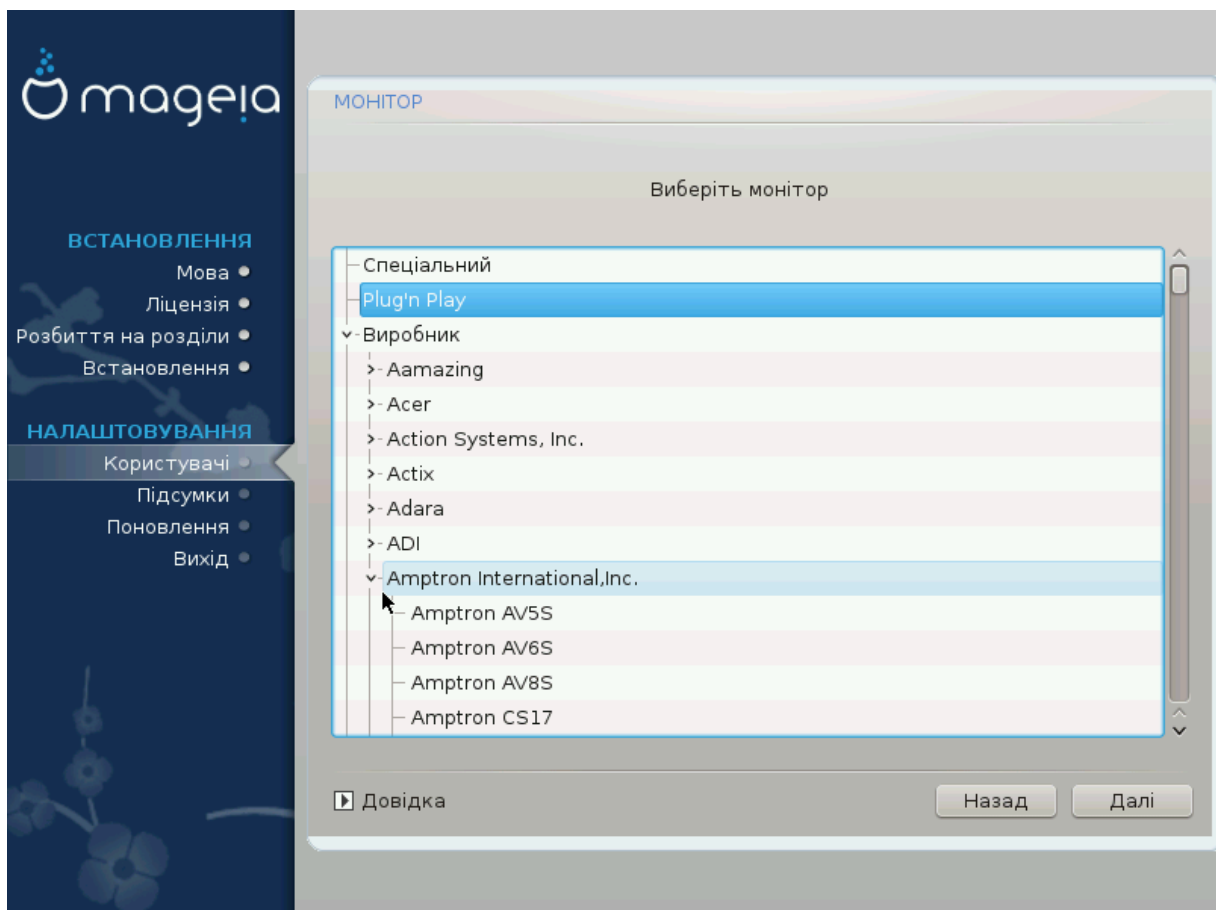 mageia
ВСТАНОВЛЕННЯ
Мова
Ліцензія
Розбиття на розділи
Встановлення
НАЛАШТОВУВАННЯ
Користувачі
Підсумки
Поновлення
Вихід
МОНІТОР
Виберіть монітор
Спеціальний
Plug'n Play
Виробник
Aamazing
Acer
Action Systems, Inc.
Actix
Adara
ADI
Amptron International,Inc.
Amptron AV5S
Amptron AV6S
Amptron AV8S
Amptron CS17
Довідка
Назад
Далі